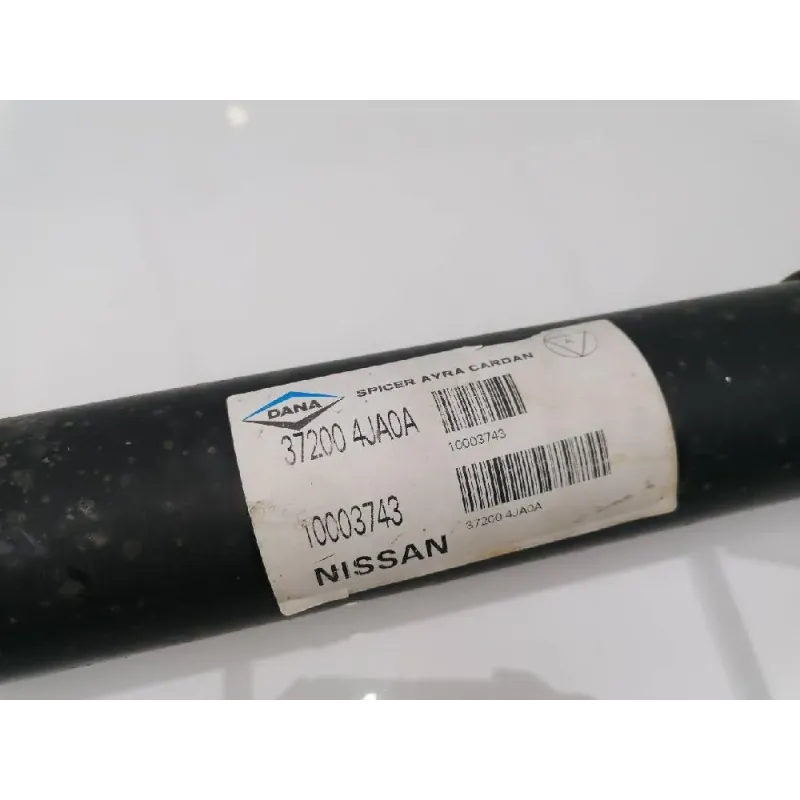 DANA
SPICER AYRA CARDAN
A
37200 4JA0A
10003743
10003743
37200 4JA0A
NISSAN